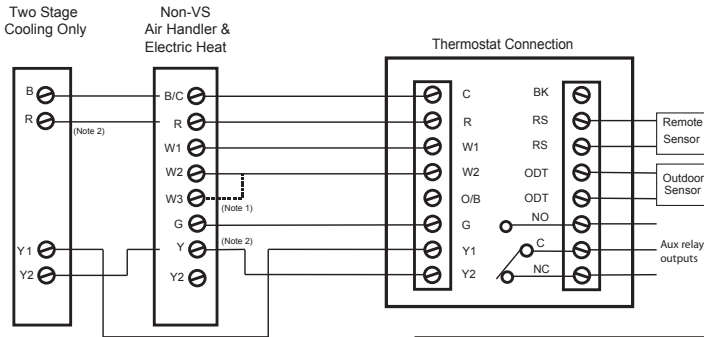 Two Stage
Cooling Only
Non-VS
Air Handler &
Electric Heat
Thermostat Connection
B
R
(Note 2)
Y1
Y2
B/C
R
W1
W2
W3
(Note 1)
G
Y
(Note 2)
Y2
C
R
W1
W2
O/B
G
Y1
Y2
BK
RS
RS
ODT
ODT
NO
C
NC
Remote
Sensor
Outdoor
Sensor
Aux relay
outputs